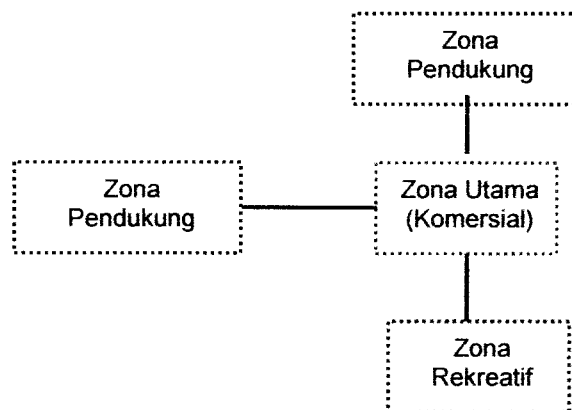 Zona
Pendukung
Zona
Pendukung
Zona Utama
(Komersial)
Zona
Rekreatif